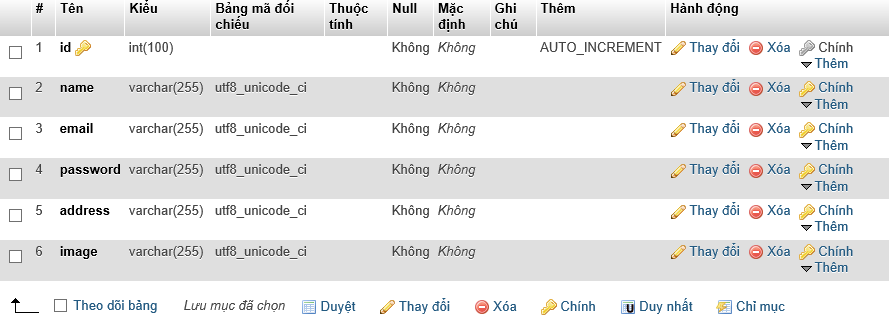 # Tên Kiểu Bảng mã đối chiếu Thuộc tính Null Mặc định Ghi chú Thêm Hành động
1 id int(100) Không Không AUTO_INCREMENT Thay đổi Xóa Chính
Thêm
2 name varchar(255) utf8_unicode_ci Không Không Thay đổi Xóa Chính
Thêm
3 email varchar(255) utf8_unicode_ci Không Không Thay đổi Xóa Chính
Thêm
4 password varchar(255) utf8_unicode_ci Không Không Thay đổi Xóa Chính
Thêm
5 address varchar(255) utf8_unicode_ci Không Không Thay đổi Xóa Chính
Thêm
6 image varchar(255) utf8_unicode_ci Không Không Thay đổi Xóa Chính
Thêm
Theo dõi bảng Lưu mục đã chọn Duyệt Thay đổi Xóa Chính Duy nhất Chỉ mục